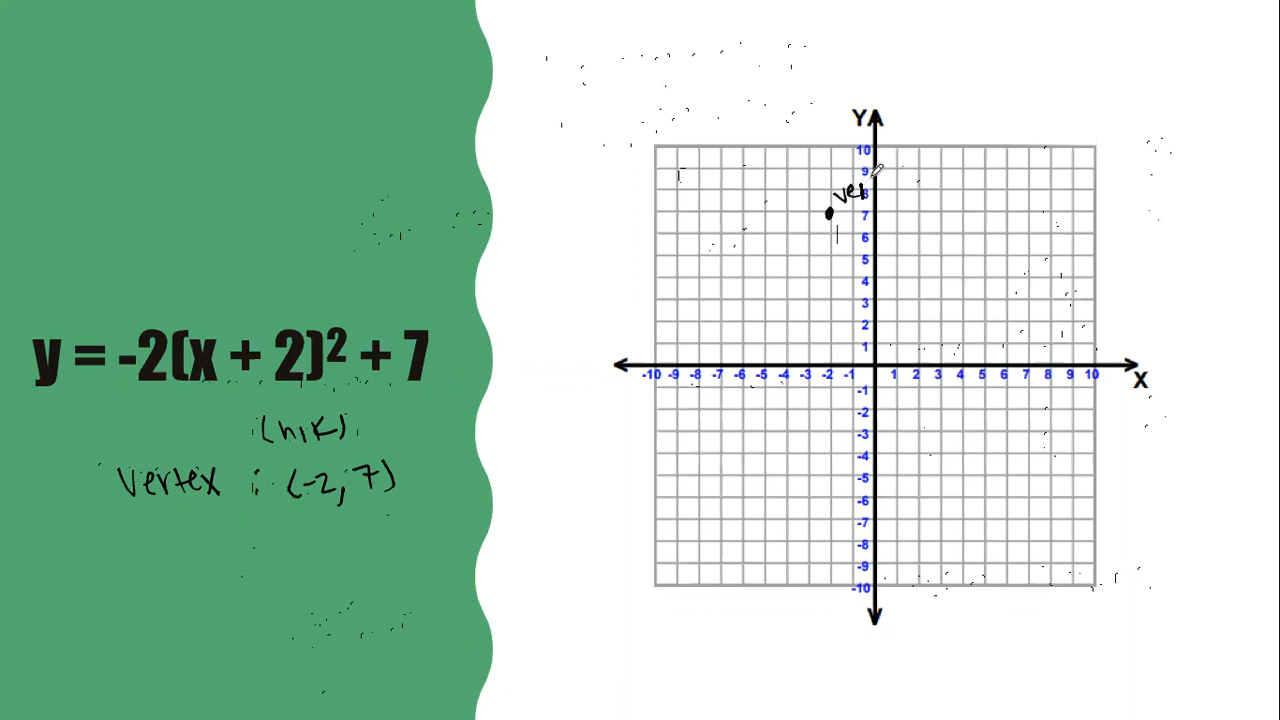 y = -2(x + 2)² + 7
(h,k)
vertex : (-2, 7)
Y
10
9
ver
8
7
6
5
4
3
2
1
-10 -9 -8 -7 -6 -5 -4 -3 -2 -1 1 2 3 4 5 6 7 8 9 10
X
-1
-2
-3
-4
-5
-6
-7
-8
-9
-10